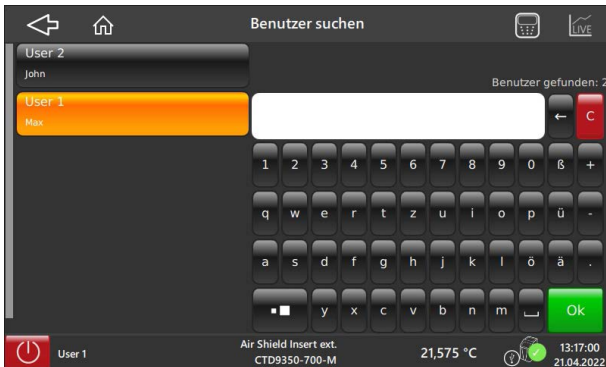 Benutzer suchen
LIVE
User 2
John
Benutzer gefunden: 2
User 1
Max
← C
1 2 3 4 5 6 7 8 9 0 ß +
q w e r t z u i o p ü -
a s d f g h j k l ö ä .
y x c v b n m Ok
User 1
Air Shield Insert ext.
CTD9350-700-M
21,575 °C
13:17:00
21.04.2022